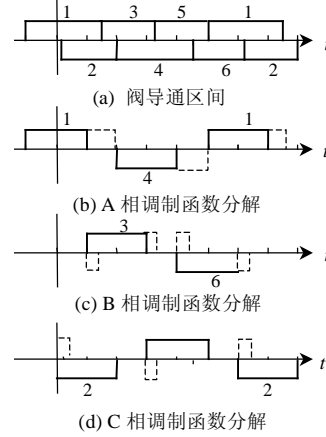 1 3 5 1
2 4 6 2
t
(a) 阀导通区间
1 1
t
4
(b) A 相调制函数分解
3
t
6
(c) B 相调制函数分解
t
2 2
(d) C 相调制函数分解